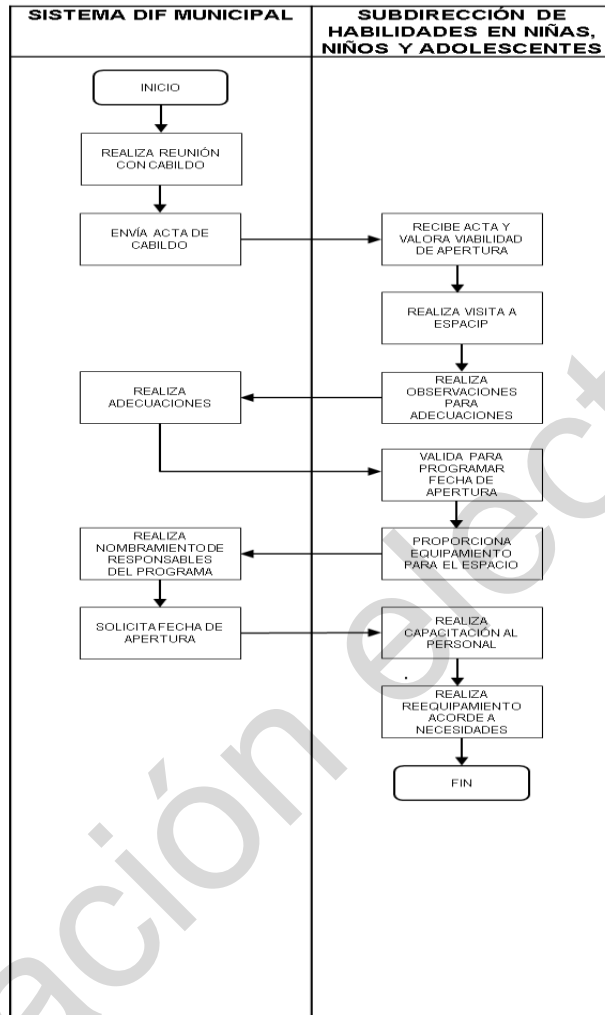 SISTEMA DIF MUNICIPAL
SUBDIRECCIÓN DE
HABILIDADES EN NIÑAS,
NIÑOS Y ADOLESCENTES
INICIO
REALIZA REUNIÓN
CON CABILDO
ENVÍA ACTA DE
CABILDO
RECIBE ACTA Y
VALORA VIABILIDAD
DE APERTURA
REALIZA VISITA A
ESPACIP
REALIZA
OBSERVACIONES
PARA
ADECUACIONES
REALIZA
ADECUACIONES
VALIDA PARA
PROGRAMAR
FECHA DE
APERTURA
PROPORCIONA
EQUIPAMIENTO
PARA EL ESPACIO
REALIZA
NOMBRAMIENTO DE
RESPONSABLES
DEL PROGRAMA
SOLICITA FECHA DE
APERTURA
REALIZA
CAPACITACIÓN AL
PERSONAL
REALIZA
REEQUIPAMIENTO
ACORDE A
NECESIDADES
FIN
ación elect